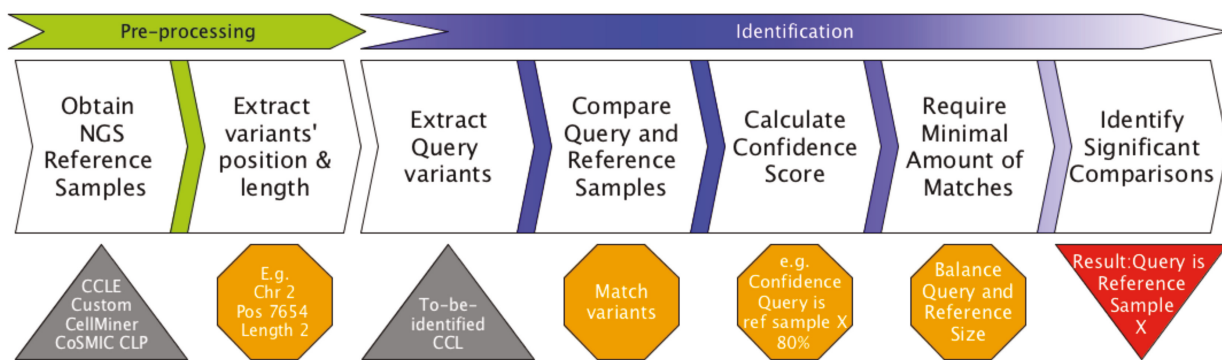 Pre-processing
Identification
Obtain
NGS
Reference
Samples
Extract
variants'
position &
length
Extract
Query
variants
Compare
Query and
Reference
Samples
Calculate
Confidence
Score
Require
Minimal
Amount of
Matches
Identify
Significant
Comparisons
CCLE
Custom
CellMiner
CoSMIC CLP
E.g.
Chr 2
Pos 7654
Length 2
To-be-
identified
CCL
Match
variants
e.g.
Confidence
Query is
ref sample X
80%
Balance
Query and
Reference
Size
Result:Query is
Reference
Sample
X